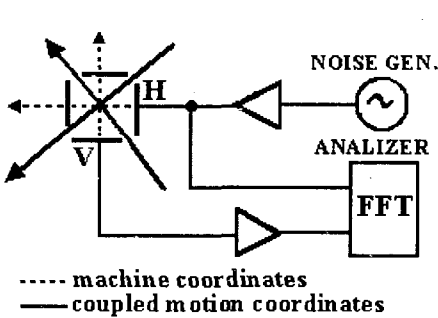 NOISE GEN.
H
ANALIZER
V
FFT
machine coordinates
coupled motion coordinates